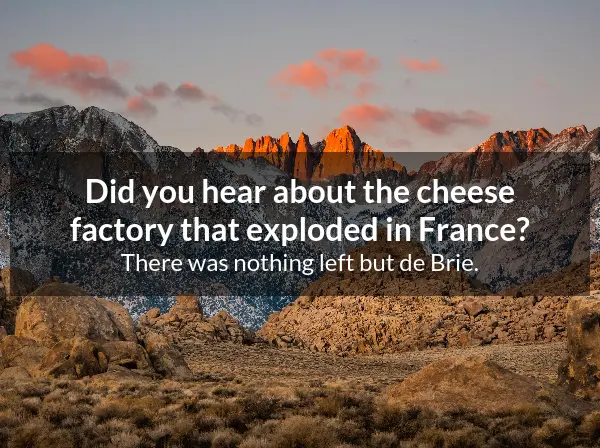 Did you hear about the cheese
factory that exploded in France?
There was nothing left but de Brie.